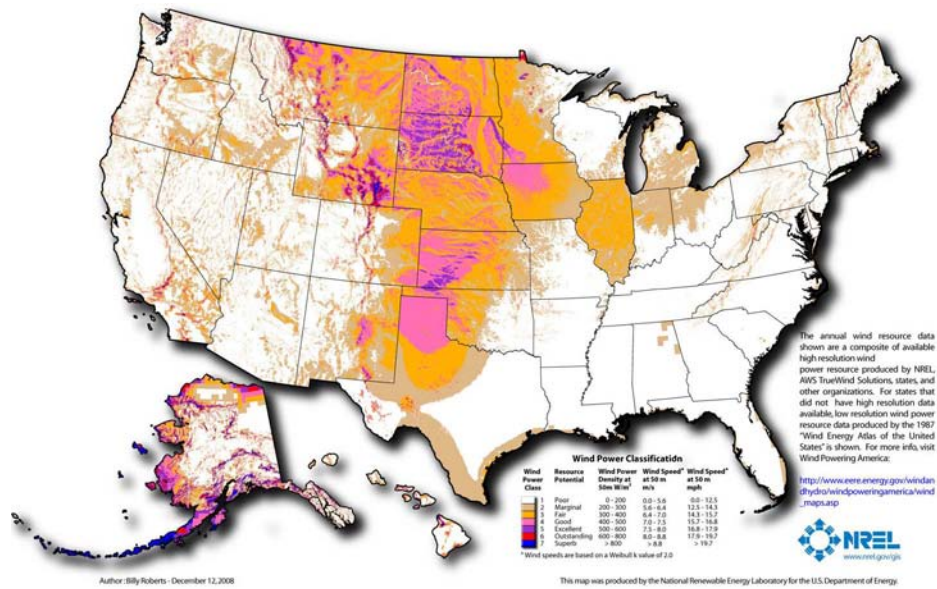 The annual wind resource data
shown are a composite of available
high resolution wind
power resource produced by NREL,
AWS TrueWind Solutions, states, and
other organizations. For states that
did not have high resolution data
available, low resolution wind power
resource data produced by the 1987
"Wind Energy Atlas of the United
States" is shown. For more info, visit
Wind Powering America:
http://www.eere.energy.gov/windan
dhydro/windpoweringamerica/wind
_maps.asp
Wind Power Classification
Wind Resource Wind Power Wind Speed* Wind Speed*
Power Potential Density at at 50 m at 50 m
Class 50m W/m² m/s mph
1 Poor 0 - 200 0.0 - 5.6 0.0 - 12.5
2 Marginal 200 - 300 5.6 - 6.4 12.5 - 14.3
3 Fair 300 - 400 6.4 - 7.0 14.3 - 15.7
4 Good 400 - 500 7.0 - 7.5 15.7 - 16.8
5 Excellent 500 - 600 7.5 - 8.0 16.8 - 17.9
6 Outstanding 600 - 800 8.0 - 8.8 17.9 - 19.7
7 Superb > 800 > 8.8 > 19.7
* Wind speeds are based on a Weibull k value of 2.0
NREL
www.nrel.gov/gis
Author: Billy Roberts - December 12, 2008
This map was produced by the National Renewable Energy Laboratory for the U.S. Department of Energy.